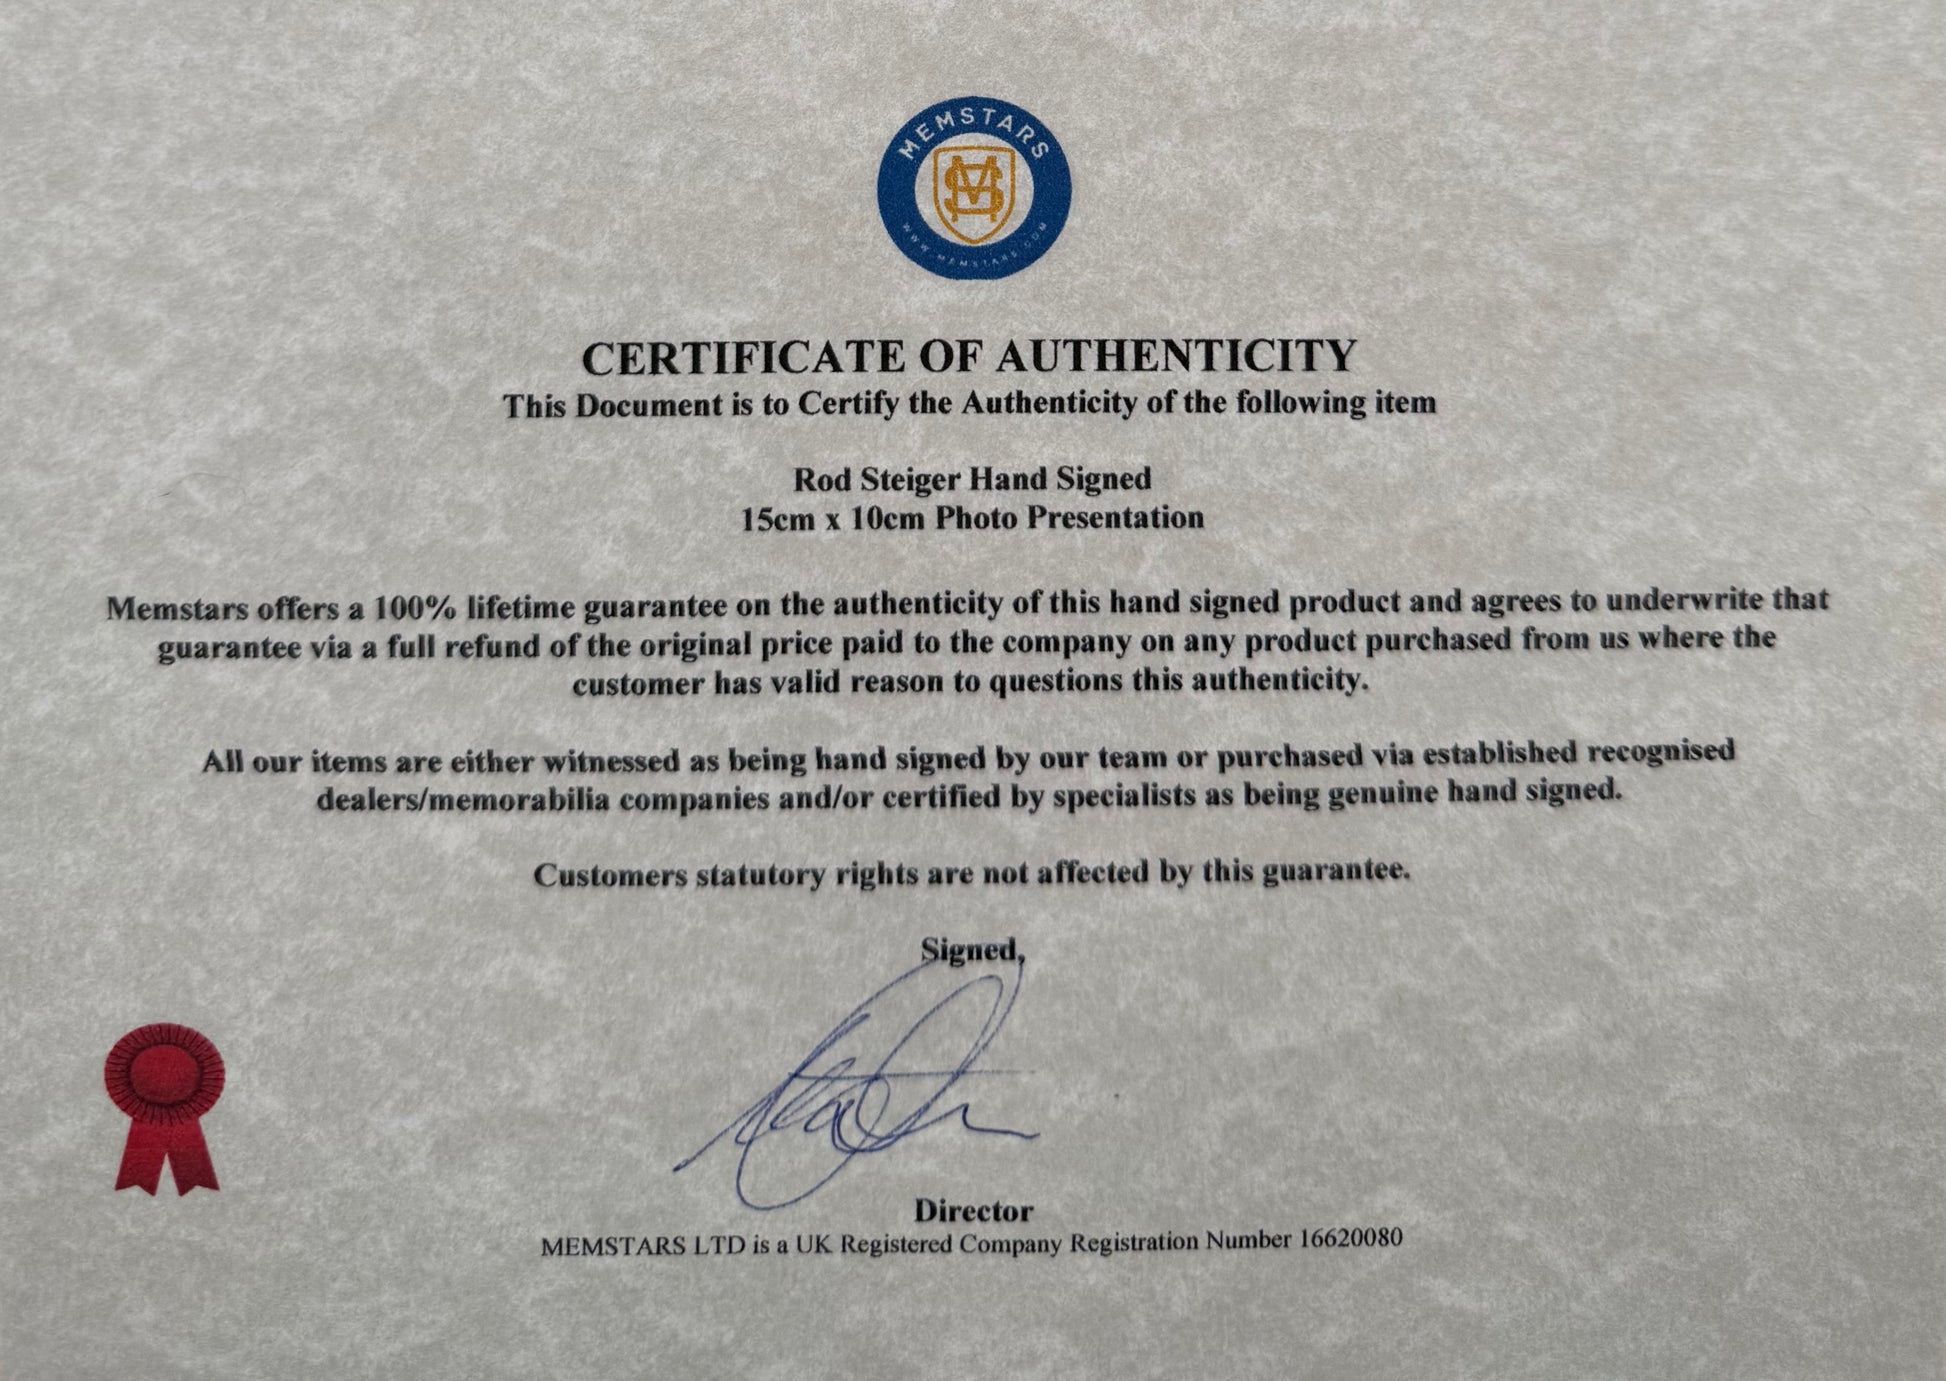 MEMSTARS
MS
WWW.MEMSTARS.COM
CERTIFICATE OF AUTHENTICITY
This Document is to Certify the Authenticity of the following item
Rod Steiger Hand Signed
15cm x 10cm Photo Presentation
Memstars offers a 100% lifetime guarantee on the authenticity of this hand signed product and agrees to underwrite that
guarantee via a full refund of the original price paid to the company on any product purchased from us where the
customer has valid reason to questions this authenticity.
All our items are either witnessed as being hand signed by our team or purchased via established recognised
dealers/memorabilia companies and/or certified by specialists as being genuine hand signed.
Customers statutory rights are not affected by this guarantee.
Signed,
Director
MEMSTARS LTD is a UK Registered Company Registration Number 16620080